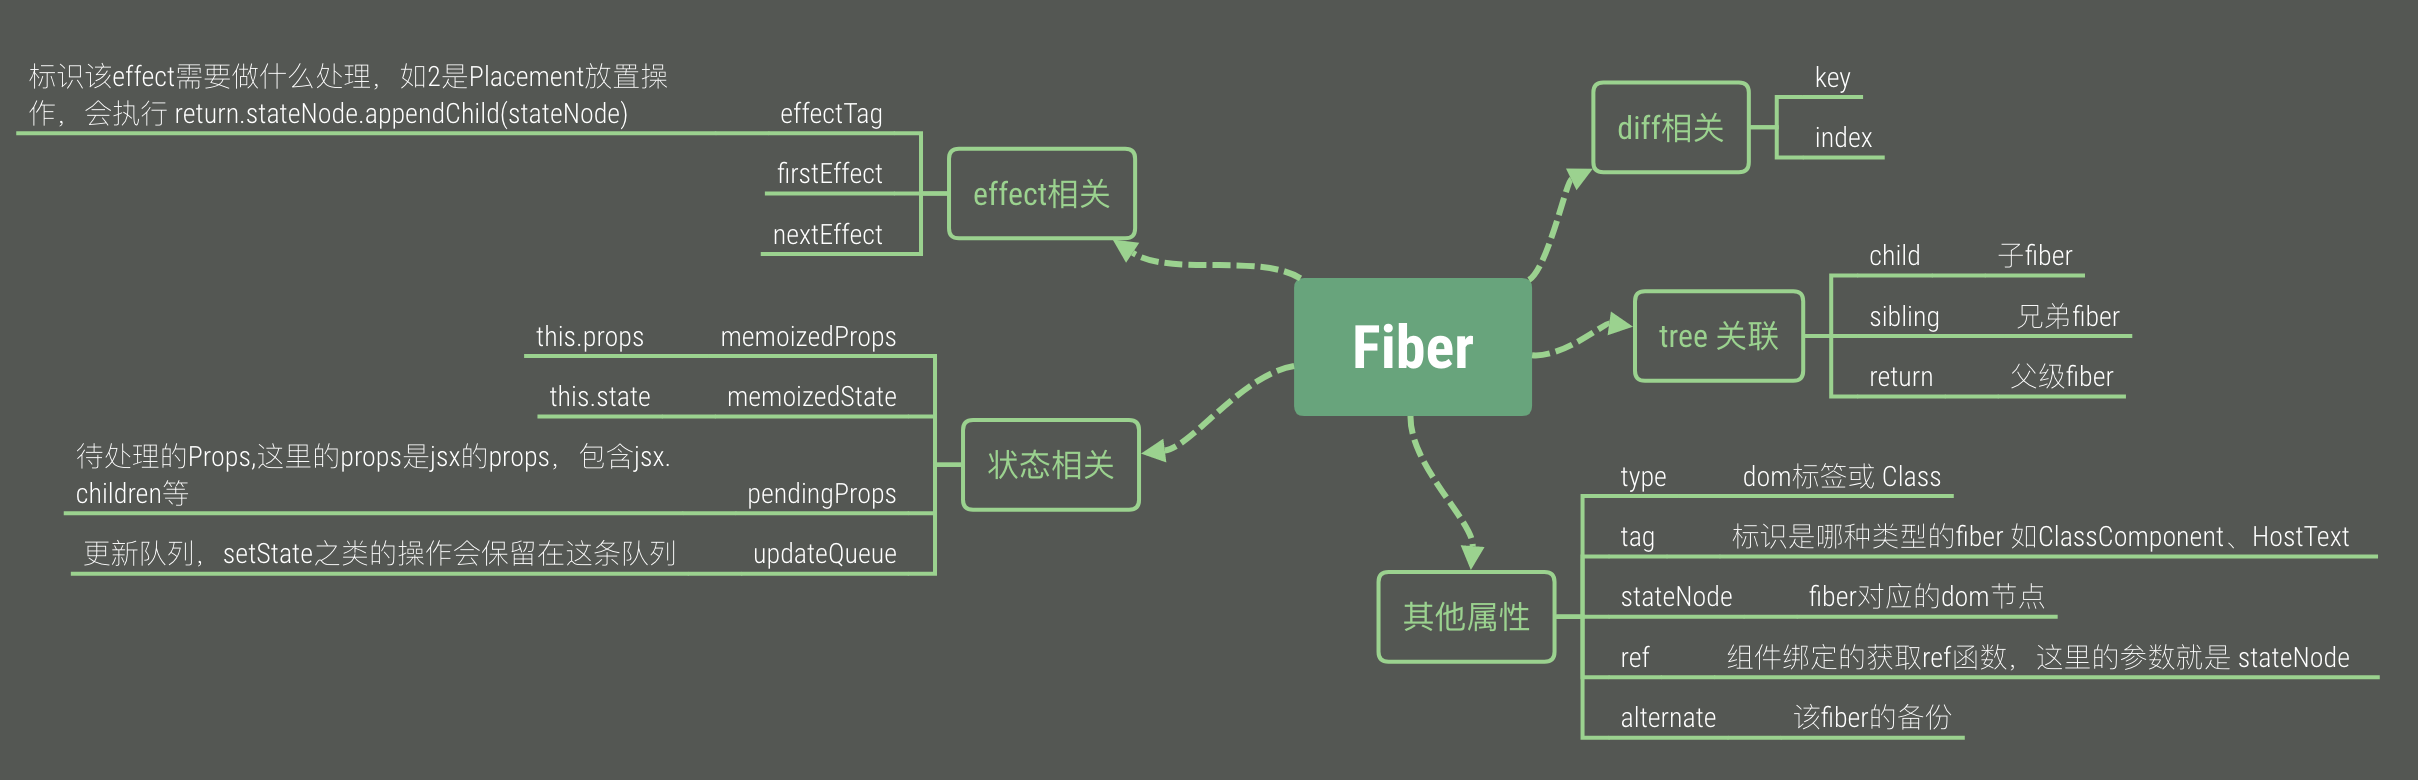 Fiber
effect相关
标识该effect需要做什么处理，如2是Placement放置操
作，会执行 return.stateNode.appendChild(stateNode)
effectTag
firstEffect
nextEffect
状态相关
this.props
memoizedProps
this.state
memoizedState
待处理的Props,这里的props是jsx的props，包含jsx.
children等
pendingProps
更新队列，setState之类的操作会保留在这条队列
updateQueue
diff相关
key
index
tree 关联
child
子fiber
sibling
兄弟fiber
return
父级fiber
其他属性
type
dom标签或 Class
tag
标识是哪种类型的fiber 如ClassComponent、HostText
stateNode
fiber对应的dom节点
ref
组件绑定的获取ref函数，这里的参数就是 stateNode
alternate
该fiber的备份